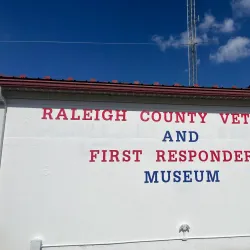 RALEIGH COUNTY VET
AND
FIRST RESPONDER
MUSEUM